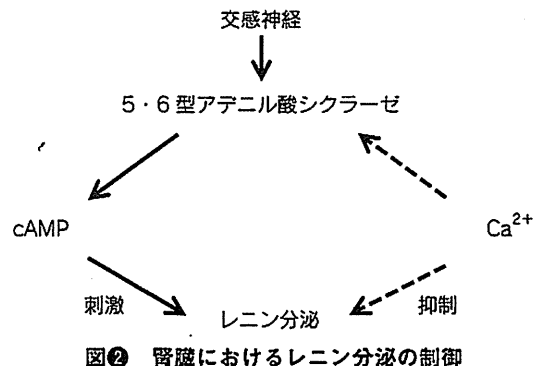 交感神経
5・6型アデニル酸シクラーゼ
cAMP
Ca²⁺
刺激
レニン分泌
抑制
図❷ 腎臓におけるレニン分泌の制御